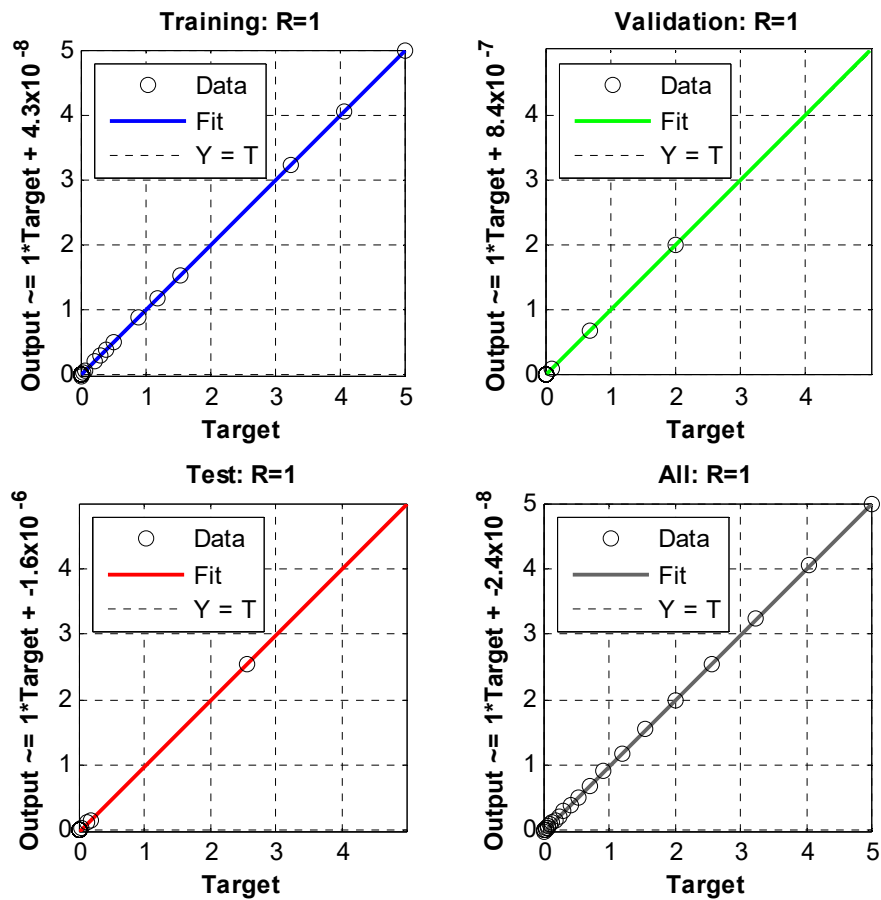 Training: R=1
Output ~= 1*Target + 4.3x10 -8
5
4
3
2
1
0
Data
Fit
Y = T
0 1 2 3 4 5
Target
Validation: R=1
Output ~= 1*Target + 8.4x10 -7
4
3
2
1
0
Data
Fit
Y = T
0 1 2 3 4
Target
Test: R=1
Output ~= 1*Target + -1.6x10 -6
4
3
2
1
0
Data
Fit
Y = T
0 1 2 3 4
Target
All: R=1
Output ~= 1*Target + -2.4x10 -8
5
4
3
2
1
0
Data
Fit
Y = T
0 1 2 3 4 5
Target